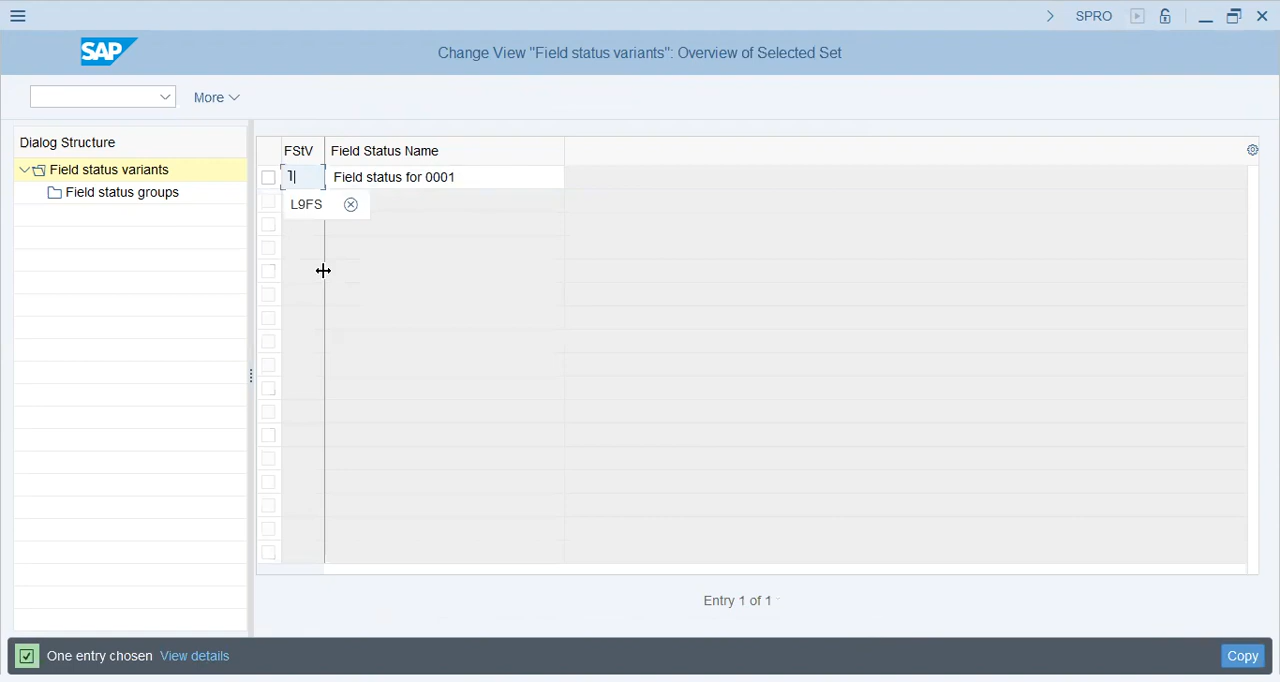 SPRO
SAP
Change View "Field status variants": Overview of Selected Set
More
Dialog Structure
Field status variants
Field status groups
FStV
Field Status Name
1
Field status for 0001
L9FS
Entry 1 of 1
One entry chosen
View details
Copy